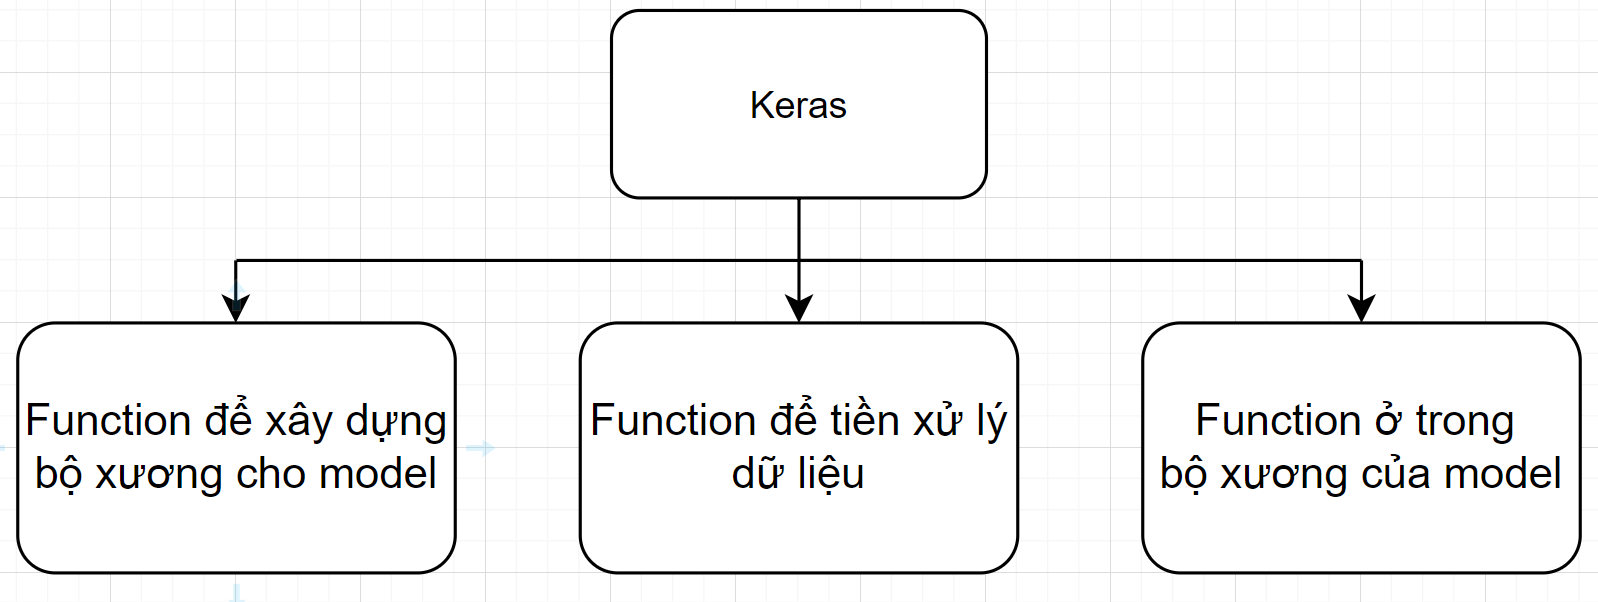 Keras
Function để xây dựng
bộ xương cho model
Function để tiền xử lý
dữ liệu
Function ở trong
bộ xương của model